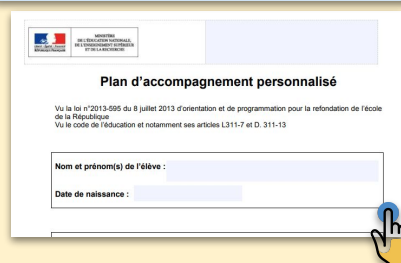 MINISTÈRE
DE L'ÉDUCATION NATIONALE,
DE L'ENSEIGNEMENT SUPÉRIEUR
ET DE LA RECHERCHE
Plan d'accompagnement personnalisé
Vu la loi n°2013-595 du 8 juillet 2013 d'orientation et de programmation pour la refondation de l'école
de la République
Vu le code de l'éducation et notamment ses articles L311-7 et D. 311-13
Nom et prénom(s) de l'élève :
Date de naissance :